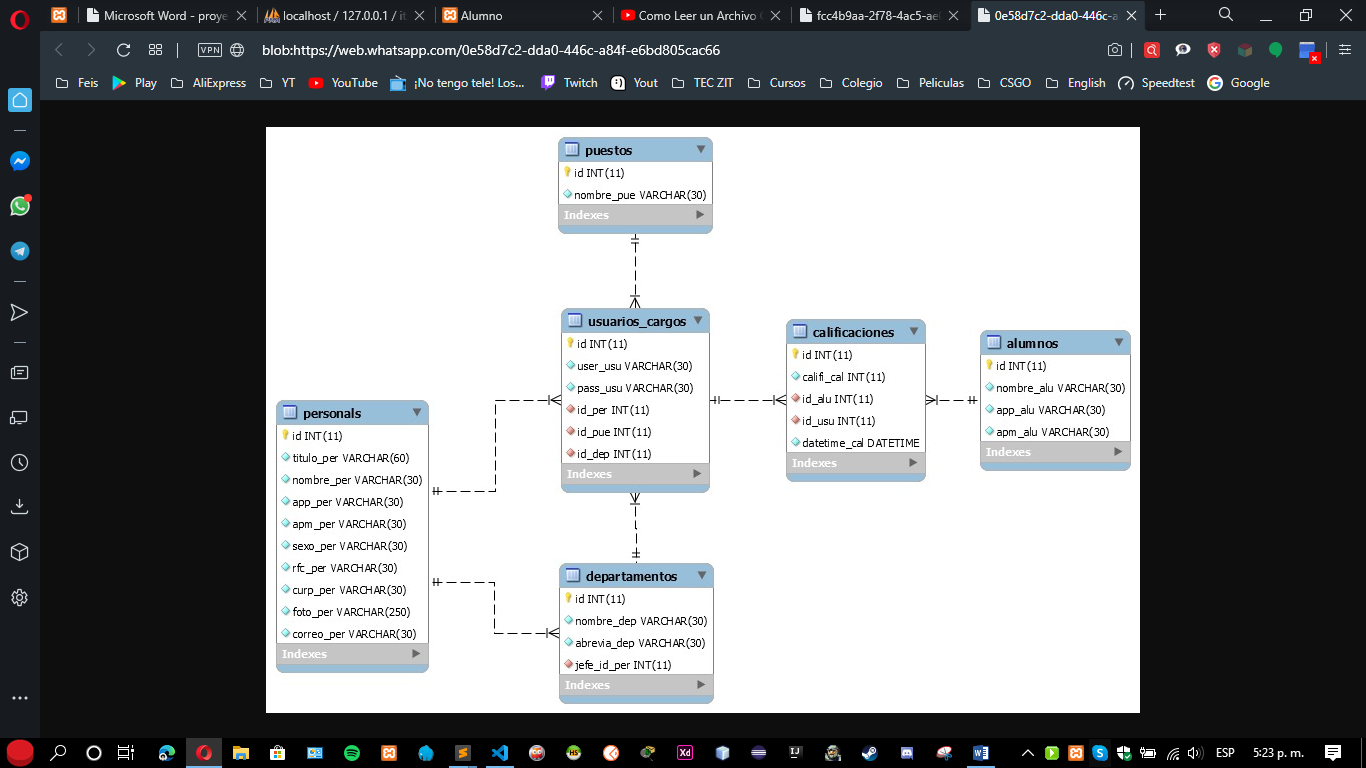 Microsoft Word - proye
localhost / 127.0.0.1 / it
Alumno
Como Leer un Archivo
fcc4b9aa-2f78-4ac5-ae
0e58d7c2-dda0-446c-a
VPN
blob:https://web.whatsapp.com/0e58d7c2-dda0-446c-a84f-e6bd805cac66
Feis
Play
AliExpress
YT
YouTube
¡No tengo tele! Los...
Twitch
Yout
TEC ZIT
Cursos
Colegio
Peliculas
CSGO
English
Speedtest
Google
puestos
id INT(11)
nombre_pue VARCHAR(30)
Indexes
usuarios_cargos
id INT(11)
user_usu VARCHAR(30)
pass_usu VARCHAR(30)
id_per INT(11)
id_pue INT(11)
id_dep INT(11)
Indexes
calificaciones
id INT(11)
califi_cal INT(11)
id_alu INT(11)
id_usu INT(11)
datetime_cal DATETIME
Indexes
alumnos
id INT(11)
nombre_alu VARCHAR(30)
app_alu VARCHAR(30)
apm_alu VARCHAR(30)
Indexes
personals
id INT(11)
titulo_per VARCHAR(60)
nombre_per VARCHAR(30)
app_per VARCHAR(30)
apm_per VARCHAR(30)
sexo_per VARCHAR(30)
rfc_per VARCHAR(30)
curp_per VARCHAR(30)
foto_per VARCHAR(250)
correo_per VARCHAR(30)
Indexes
departamentos
id INT(11)
nombre_dep VARCHAR(30)
abrevia_dep VARCHAR(30)
jefe_id_per INT(11)
Indexes
Xd
ESP
5:23 p. m.